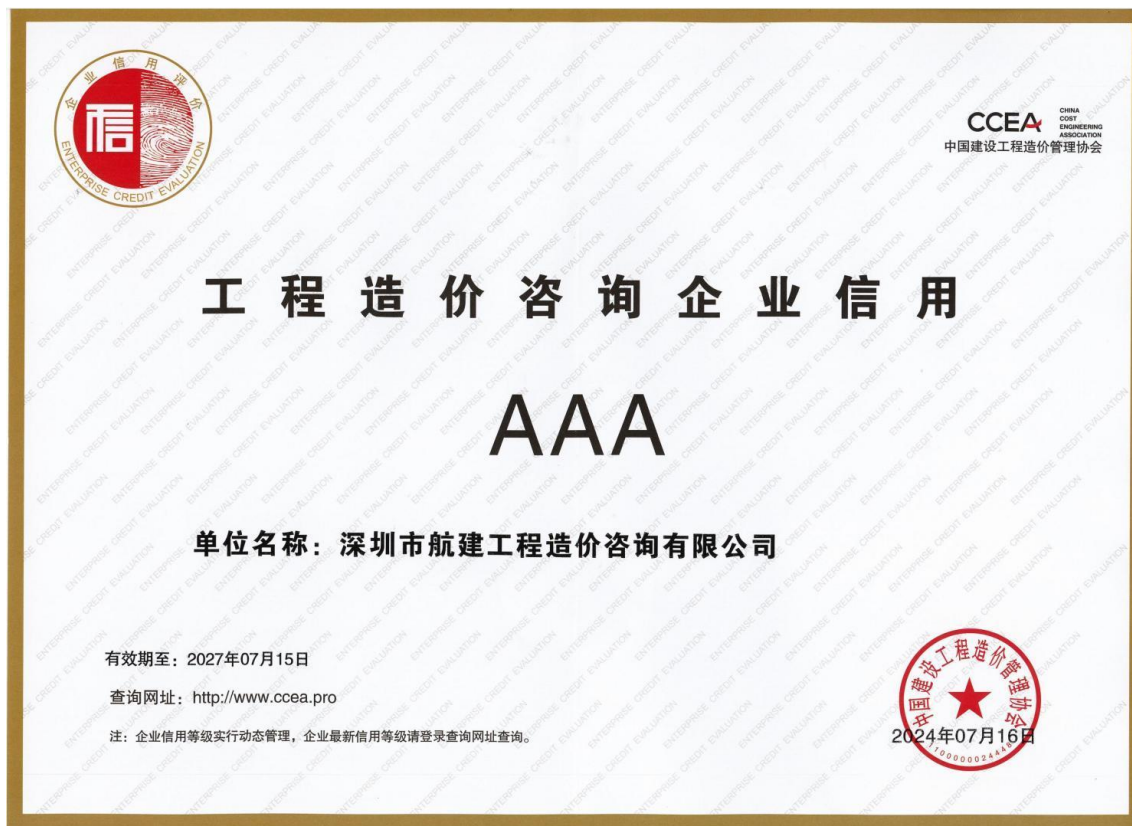 企业信用评价
ENTERPRISE CREDIT EVALUATION
CCEA
CHINA
COST
ENGINEERING
ASSOCIATION
中国建设工程造价管理协会
工程造价咨询企业信用
AAA
单位名称：深圳市航建工程造价咨询有限公司
有效期至：2027年07月15日
查询网址：http://www.ccea.pro
注：企业信用等级实行动态管理，企业最新信用等级请登录查询网址查询。
中国建设工程造价管理协会
2024年07月16日